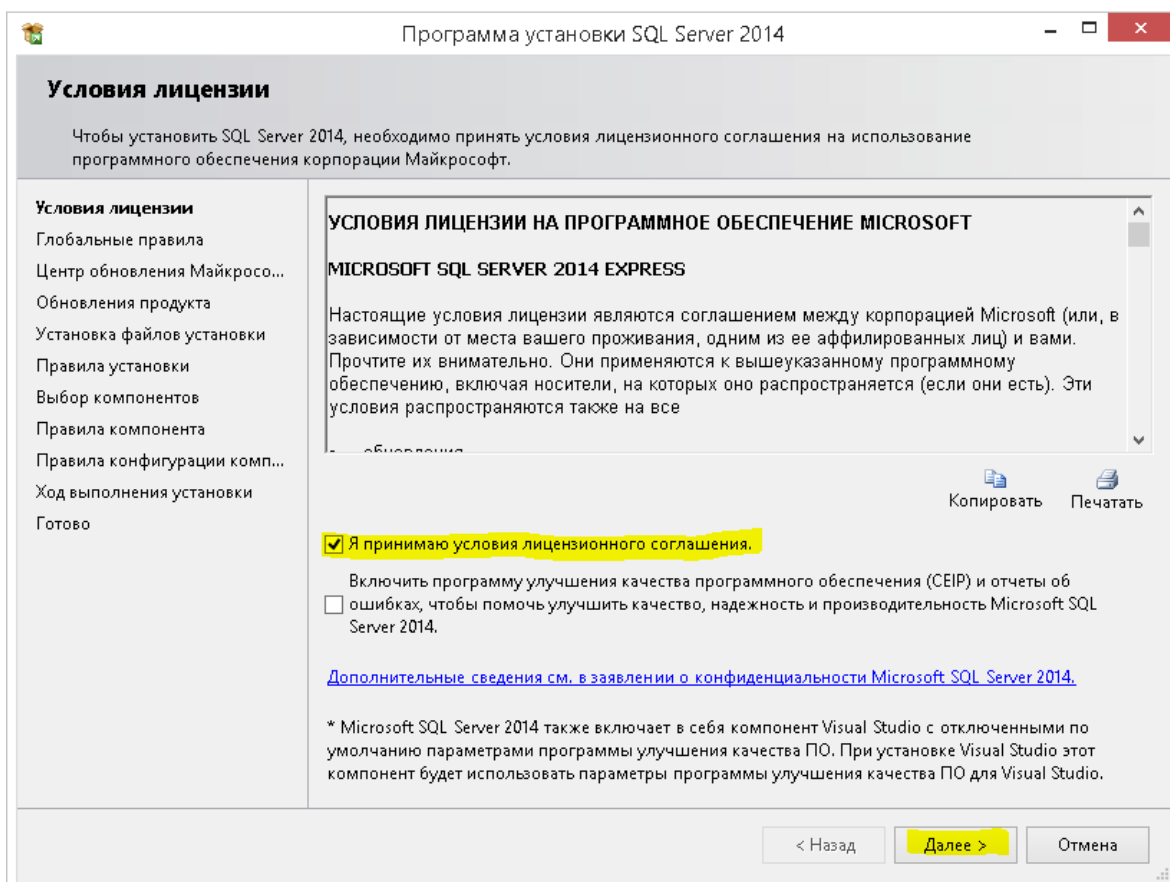 Программа установки SQL Server 2014
Условия лицензии
Чтобы установить SQL Server 2014, необходимо принять условия лицензионного соглашения на использование
программного обеспечения корпорации Майкрософт.
Условия лицензии
Глобальные правила
Центр обновления Майкросо...
Обновления продукта
Установка файлов установки
Правила установки
Выбор компонентов
Правила компонента
Правила конфигурации комп...
Ход выполнения установки
Готово
УСЛОВИЯ ЛИЦЕНЗИИ НА ПРОГРАММНОЕ ОБЕСПЕЧЕНИЕ MICROSOFT
MICROSOFT SQL SERVER 2014 EXPRESS
Настоящие условия лицензии являются соглашением между корпорацией Microsoft (или, в
зависимости от места вашего проживания, одним из ее аффилированных лиц) и вами.
Прочтите их внимательно. Они применяются к вышеуказанному программному
обеспечению, включая носители, на которых оно распространяется (если они есть). Эти
условия распространяются также на все
- обновления
Копировать Печатать
Я принимаю условия лицензионного соглашения.
Включить программу улучшения качества программного обеспечения (CEIP) и отчеты об
ошибках, чтобы помочь улучшить качество, надежность и производительность Microsoft SQL
Server 2014.
Дополнительные сведения см. в заявлении о конфиденциальности Microsoft SQL Server 2014.
* Microsoft SQL Server 2014 также включает в себя компонент Visual Studio с отключенными по
умолчанию параметрами программы улучшения качества ПО. При установке Visual Studio этот
компонент будет использовать параметры программы улучшения качества ПО для Visual Studio.
< Назад Далее > Отмена